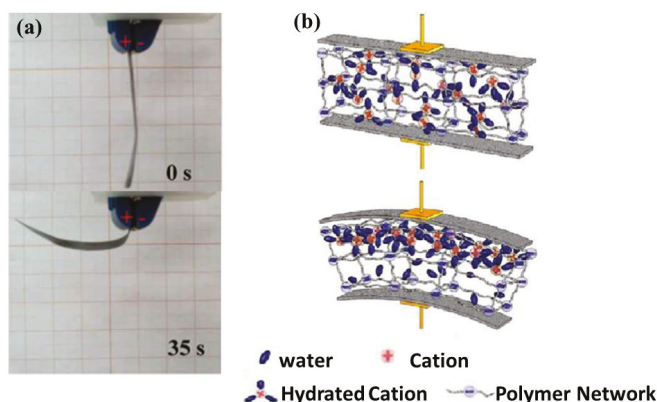 (a)
+ -
0 s
+ -
35 s
(b)
water
Cation
Hydrated Cation
Polymer Network